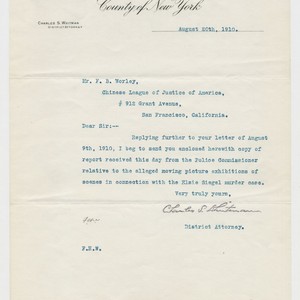 County of New York
CHARLES S. WHITMAN
DISTRICT ATTORNEY
August 20th, 1910.
Mr. P. B. Worley,
Chinese League of Justice of America,
# 912 Grant Avenue,
San Francisco, California.
Dear Sir:--
Replying further to your letter of August
9th, 1910, I beg to send you enclosed herewith copy of
report received this day from the Police Commissioner
relative to the alleged moving picture exhibitions of
scenes in connection with the Elsie Siegel murder case.
Very truly yours,
Charles S. Whitman
District Attorney.